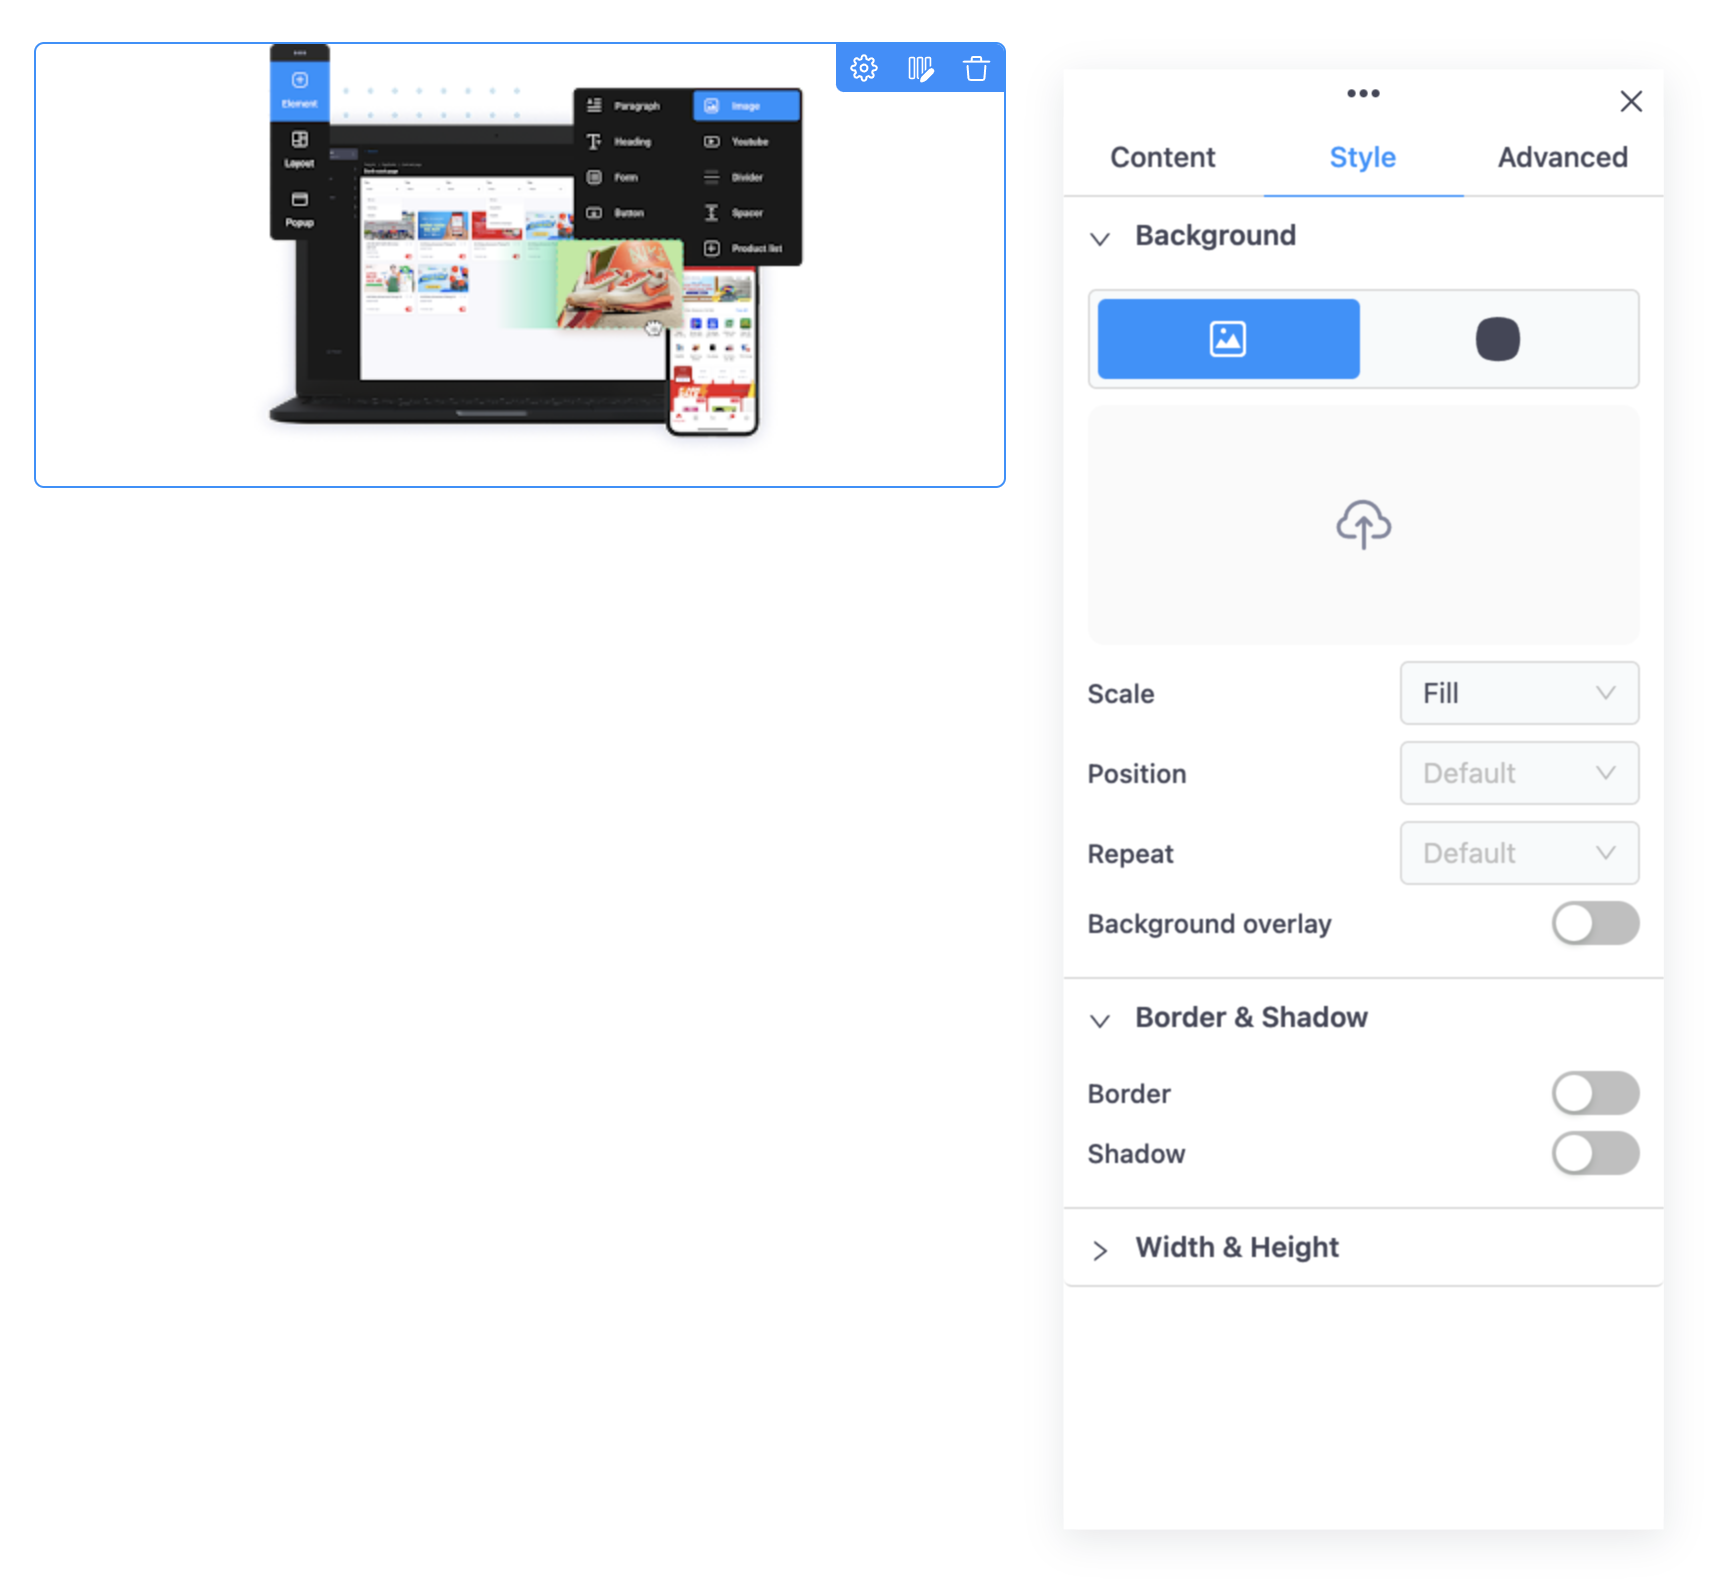 Element
Layout
Popup
Paragraph
Image
Heading
Youtube
Form
Divider
Button
Spacer
Product list
Content
Style
Advanced
Background
Scale
Fill
Position
Default
Repeat
Default
Background overlay
Border & Shadow
Border
Shadow
Width & Height